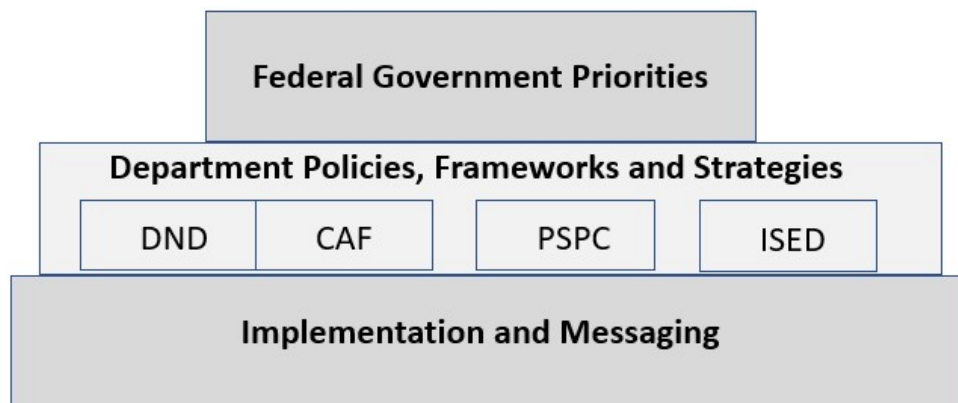 Federal Government Priorities
Department Policies, Frameworks and Strategies
DND CAF PSPC ISED
Implementation and Messaging